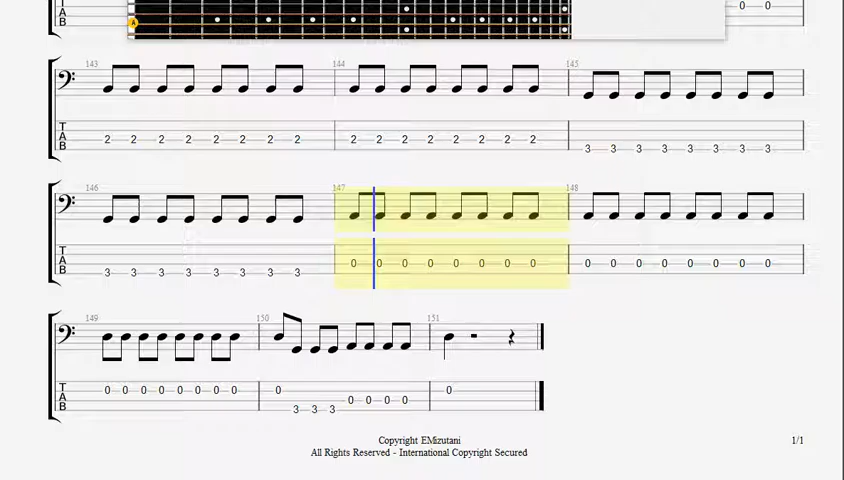 0 0
A
143 144 145
T A B 2 2 2 2 2 2 2 2 2 2 2 2 2 2 2 2 3 3 3 3 3 3 3 3
146 147 148
T A B 3 3 3 3 3 3 3 3 0 0 0 0 0 0 0 0 0 0 0 0 0 0 0 0
149 150 151
T A B 0 0 0 0 0 0 0 0 0 3 3 3 0 0 0 0 0
Copyright EMizutani 1/1
All Rights Reserved - International Copyright Secured